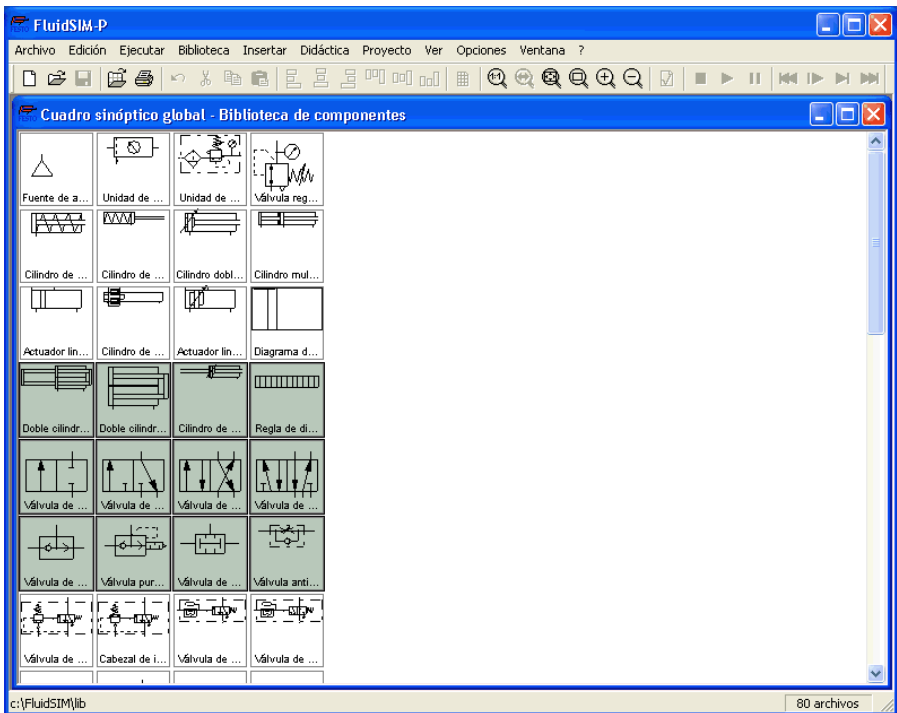 FluidSIM-P
Archivo Edición Ejecutar Biblioteca Insertar Didáctica Proyecto Ver Opciones Ventana ?
Cuadro sinóptico global - Biblioteca de componentes
Fuente de a... Unidad de ... Unidad de ... Válvula reg...
Cilindro de ... Cilindro de ... Cilindro dobl... Cilindro mul...
Actuador lin... Cilindro de ... Actuador lin... Diagrama d...
Doble cilindr... Doble cilindr... Cilindro de ... Regla de di...
Válvula de ... Válvula de ... Válvula de ... Válvula de ...
Válvula de ... Válvula pur... Válvula de ... Válvula anti...
Válvula de ... Cabezal de i... Válvula de ... Válvula de ...
c:\FluidSIM\lib 80 archivos